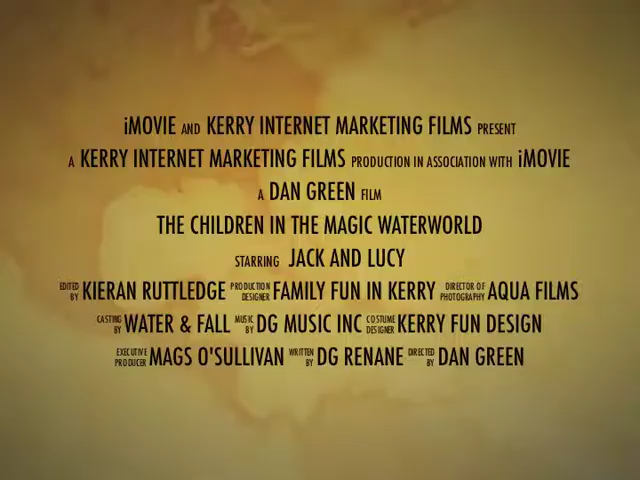 iMOVIE AND KERRY INTERNET MARKETING FILMS PRESENT
A KERRY INTERNET MARKETING FILMS PRODUCTION IN ASSOCIATION WITH iMOVIE
A DAN GREEN FILM
THE CHILDREN IN THE MAGIC WATERWORLD
STARRING JACK AND LUCY
EDITED BY KIERAN RUTTLEDGE PRODUCTION DESIGNER FAMILY FUN IN KERRY DIRECTOR OF PHOTOGRAPHY AQUA FILMS
CASTING BY WATER & FALL MUSIC BY DG MUSIC INC COSTUME DESIGNER KERRY FUN DESIGN
EXECUTIVE PRODUCER MAGS O'SULLIVAN WRITTEN BY DG RENANE DIRECTED BY DAN GREEN